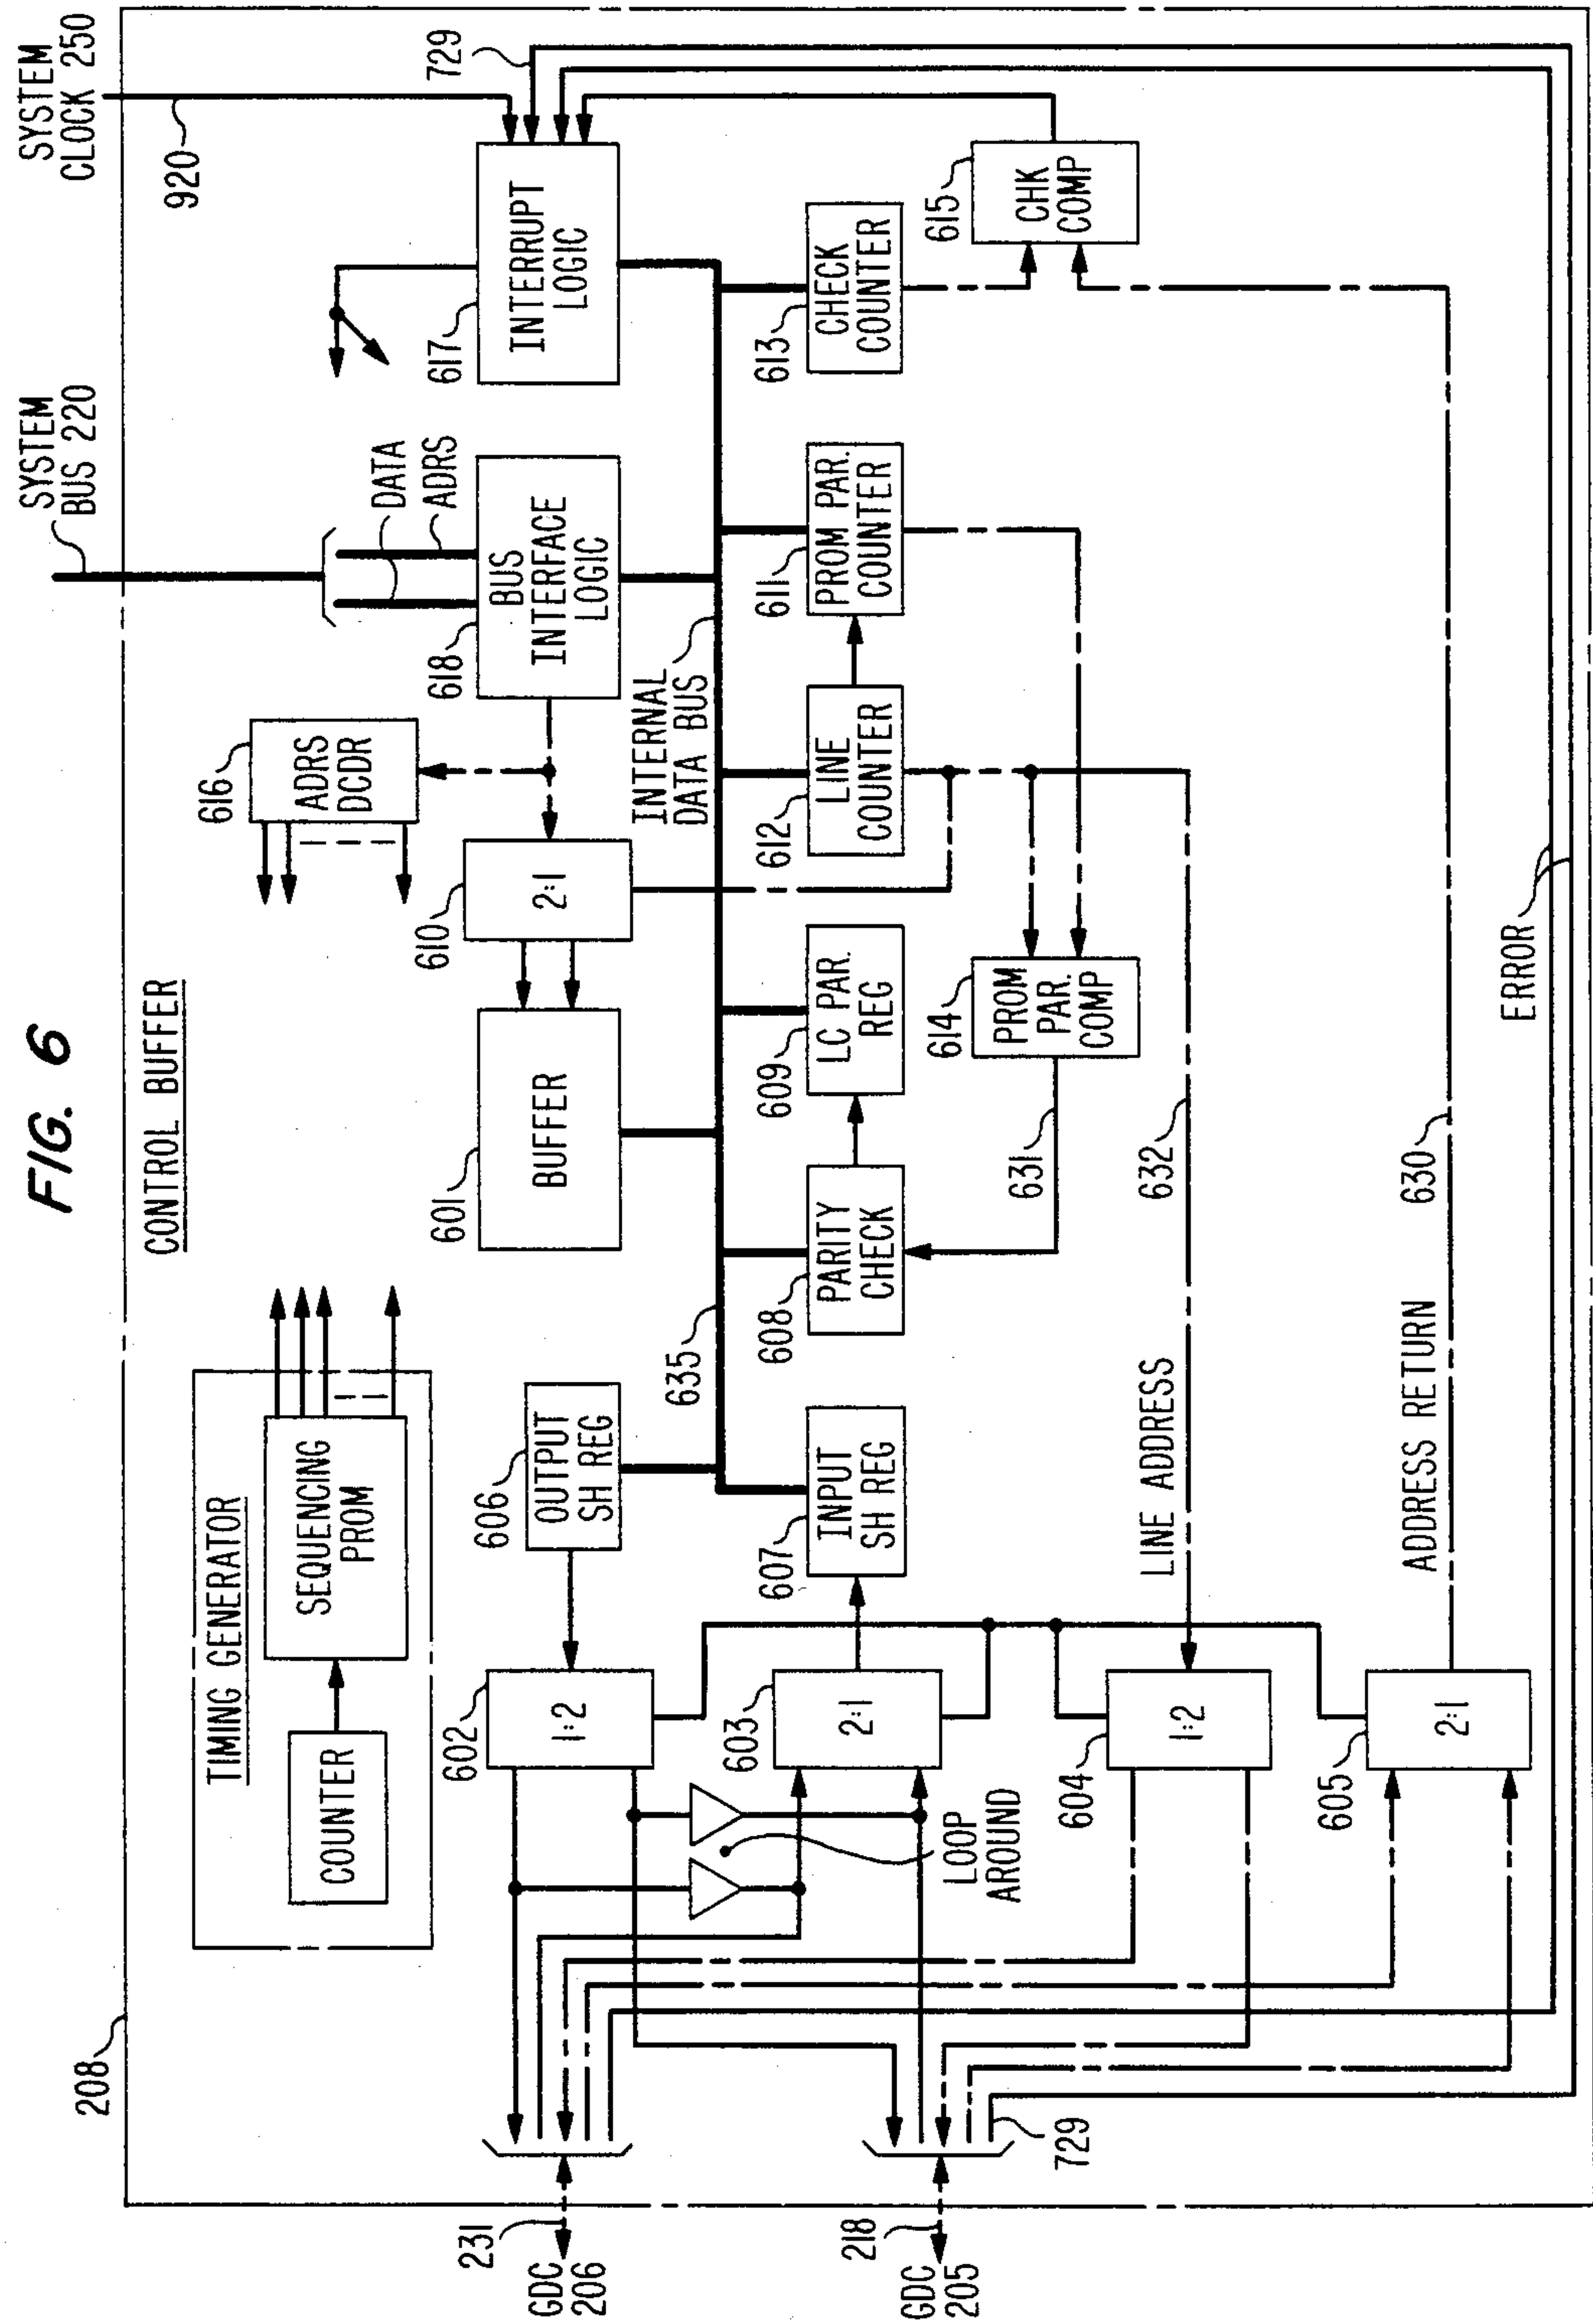 FIG. 6
CONTROL BUFFER
208
SYSTEM
BUS 220
SYSTEM
CLOCK 250
920
729
TIMING GENERATOR
COUNTER
SEQUENCING
PROM
616
ADRS
DCDR
DATA
ADRS
601
BUFFER
610
2:1
618
BUS
INTERFACE
LOGIC
617
INTERRUPT
LOGIC
602
1:2
606
OUTPUT
SH REG
635
INTERNAL
DATA BUS
603
2:1
607
INPUT
SH REG
608
PARITY
CHECK
609
LC PAR.
REG
612
LINE
COUNTER
611
PROM PAR.
COUNTER
613
CHECK
COUNTER
615
CHK
COMP
614
PROM
PAR.
COMP
631
LOOP
AROUND
604
1:2
LINE ADDRESS
632
605
2:1
ADDRESS RETURN
630
ERROR
231
GDC
206
218
GDC
205
729